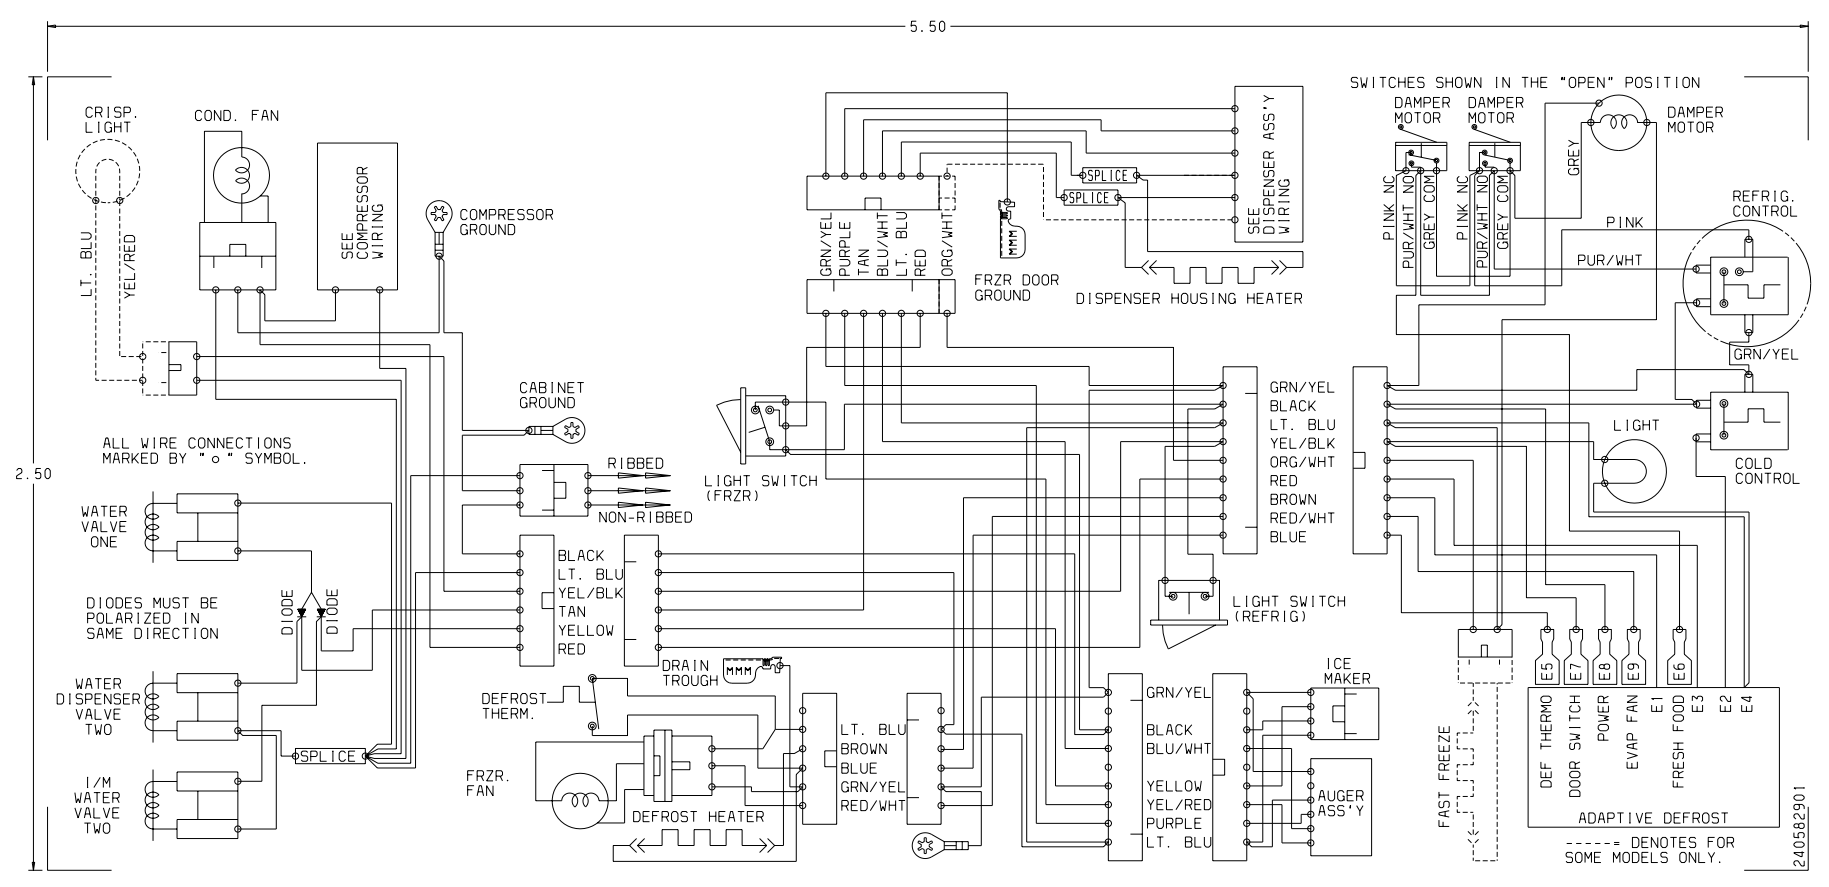 5.50
2.50
SWITCHES SHOWN IN THE "OPEN" POSITION
CRISP.
LIGHT
LT. BLU
YEL/RED
COND. FAN
SEE
COMPRESSOR
WIRING
COMPRESSOR
GROUND
CABINET
GROUND
ALL WIRE CONNECTIONS
MARKED BY "o" SYMBOL.
RIBBED
NON-RIBBED
WATER
VALVE
ONE
DIODE
DIODE
DIODES MUST BE
POLARIZED IN
SAME DIRECTION
WATER
DISPENSER
VALVE
TWO
SPLICE
I/M
WATER
VALVE
TWO
BLACK
LT. BLU
YEL/BLK
TAN
YELLOW
RED
DRAIN
TROUGH
DEFROST
THERM.
FRZR.
FAN
DEFROST HEATER
LT. BLU
BROWN
BLUE
GRN/YEL
RED/WHT
GRN/YEL
PURPLE
TAN
BLU/WHT
LT. BLU
RED
ORG/WHT
SPLICE
SPLICE
SEE
DISPENSER ASS'Y
WIRING
FRZR DOOR
GROUND
DISPENSER HOUSING HEATER
LIGHT SWITCH
(FRZR)
GRN/YEL
BLACK
LT. BLU
YEL/BLK
ORG/WHT
RED
BROWN
RED/WHT
BLUE
LIGHT SWITCH
(REFRIG)
GRN/YEL
BLACK
BLU/WHT
YELLOW
YEL/RED
PURPLE
LT. BLU
ICE
MAKER
AUGER
ASS'Y
DAMPER
MOTOR
DAMPER
MOTOR
DAMPER
MOTOR
GREY
PINK NC
PUR/WHT NO
GREY COM
PINK NC
PUR/WHT NO
GREY COM
PINK
PUR/WHT
REFRIG.
CONTROL
GRN/YEL
LIGHT
COLD
CONTROL
E5
E7
E8
E9
E6
E1
E3
E2
E4
DEF THERMO
DOOR SWITCH
POWER
EVAP FAN
FRESH FOOD
FAST FREEZE
ADAPTIVE DEFROST
------= DENOTES FOR
SOME MODELS ONLY.
240582901